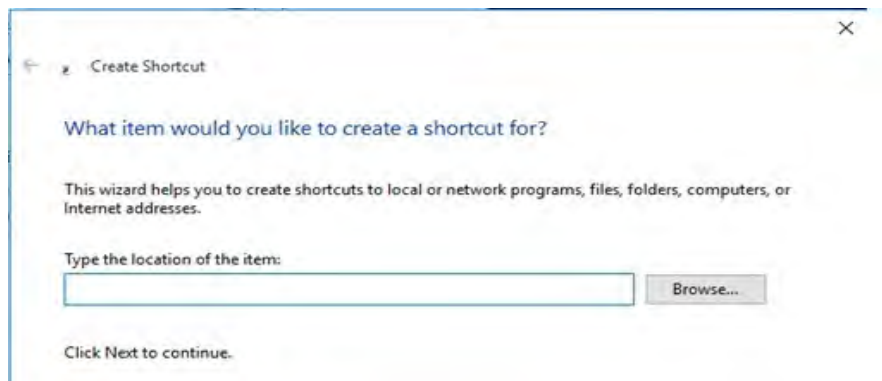 Create Shortcut
What item would you like to create a shortcut for?
This wizard helps you to create shortcuts to local or network programs, files, folders, computers, or
Internet addresses.
Type the location of the item:
Browse...
Click Next to continue.